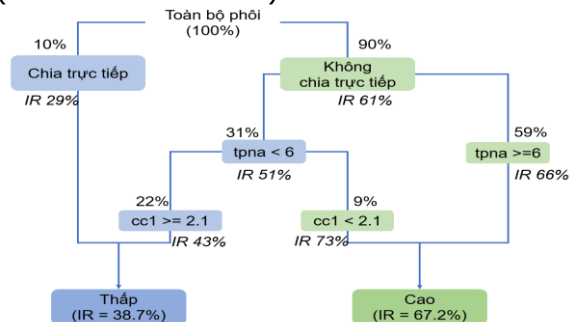 Toàn bộ phôi
(100%)
10%
90%
Chia trực tiếp
IR 29%
Không
chia trực tiếp
IR 61%
31%
tpna < 6
IR 51%
59%
tpna >=6
IR 66%
22%
cc1 >= 2.1
IR 43%
9%
cc1 < 2.1
IR 73%
Thấp
(IR = 38.7%)
Cao
(IR = 67.2%)